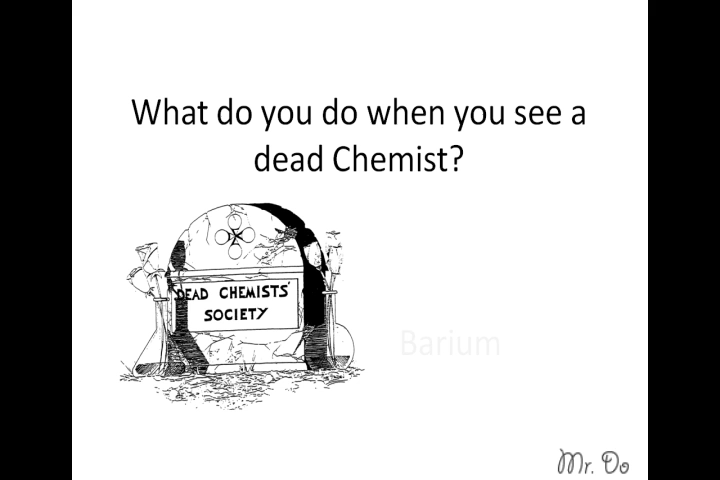 What do you do when you see a
dead Chemist?
DEAD CHEMISTS'
SOCIETY
Barium
Mr. Do